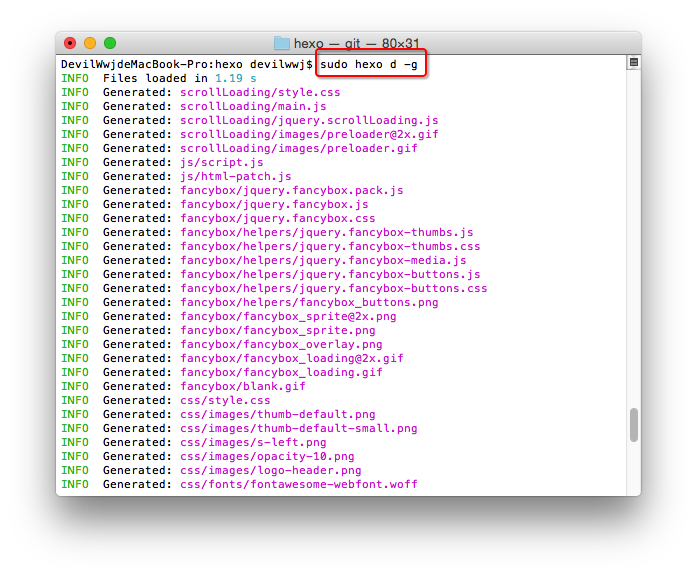 hexo — git — 80×31
DevilWwjdeMacBook-Pro:hexo devilwwj$ sudo hexo d -g
INFO  Files loaded in 1.19 s
INFO  Generated: scrollLoading/style.css
INFO  Generated: scrollLoading/main.js
INFO  Generated: scrollLoading/jquery.scrollLoading.js
INFO  Generated: scrollLoading/images/preloader@2x.gif
INFO  Generated: scrollLoading/images/preloader.gif
INFO  Generated: js/script.js
INFO  Generated: js/html-patch.js
INFO  Generated: fancybox/jquery.fancybox.pack.js
INFO  Generated: fancybox/jquery.fancybox.js
INFO  Generated: fancybox/jquery.fancybox.css
INFO  Generated: fancybox/helpers/jquery.fancybox-thumbs.js
INFO  Generated: fancybox/helpers/jquery.fancybox-thumbs.css
INFO  Generated: fancybox/helpers/jquery.fancybox-media.js
INFO  Generated: fancybox/helpers/jquery.fancybox-buttons.js
INFO  Generated: fancybox/helpers/jquery.fancybox-buttons.css
INFO  Generated: fancybox/helpers/fancybox_buttons.png
INFO  Generated: fancybox/fancybox_sprite@2x.png
INFO  Generated: fancybox/fancybox_sprite.png
INFO  Generated: fancybox/fancybox_overlay.png
INFO  Generated: fancybox/fancybox_loading@2x.gif
INFO  Generated: fancybox/fancybox_loading.gif
INFO  Generated: fancybox/blank.gif
INFO  Generated: css/style.css
INFO  Generated: css/images/thumb-default.png
INFO  Generated: css/images/thumb-default-small.png
INFO  Generated: css/images/s-left.png
INFO  Generated: css/images/opacity-10.png
INFO  Generated: css/images/logo-header.png
INFO  Generated: css/fonts/fontawesome-webfont.woff